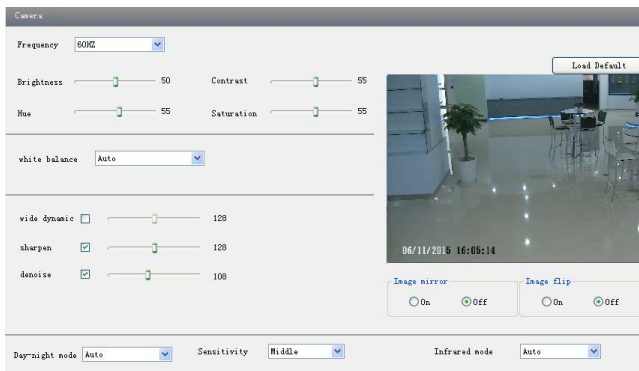 Camera
Frequency 60HZ
Load Default
Brightness 50 Contrast 55
Hue 55 Saturation 55
white balance Auto
wide dynamic 128
sharpen 128
denoise 108
06/11/2015 16:05:14
Image mirror Image flip
On Off On Off
Day-night mode Auto Sensitivity Middle Infrared mode Auto